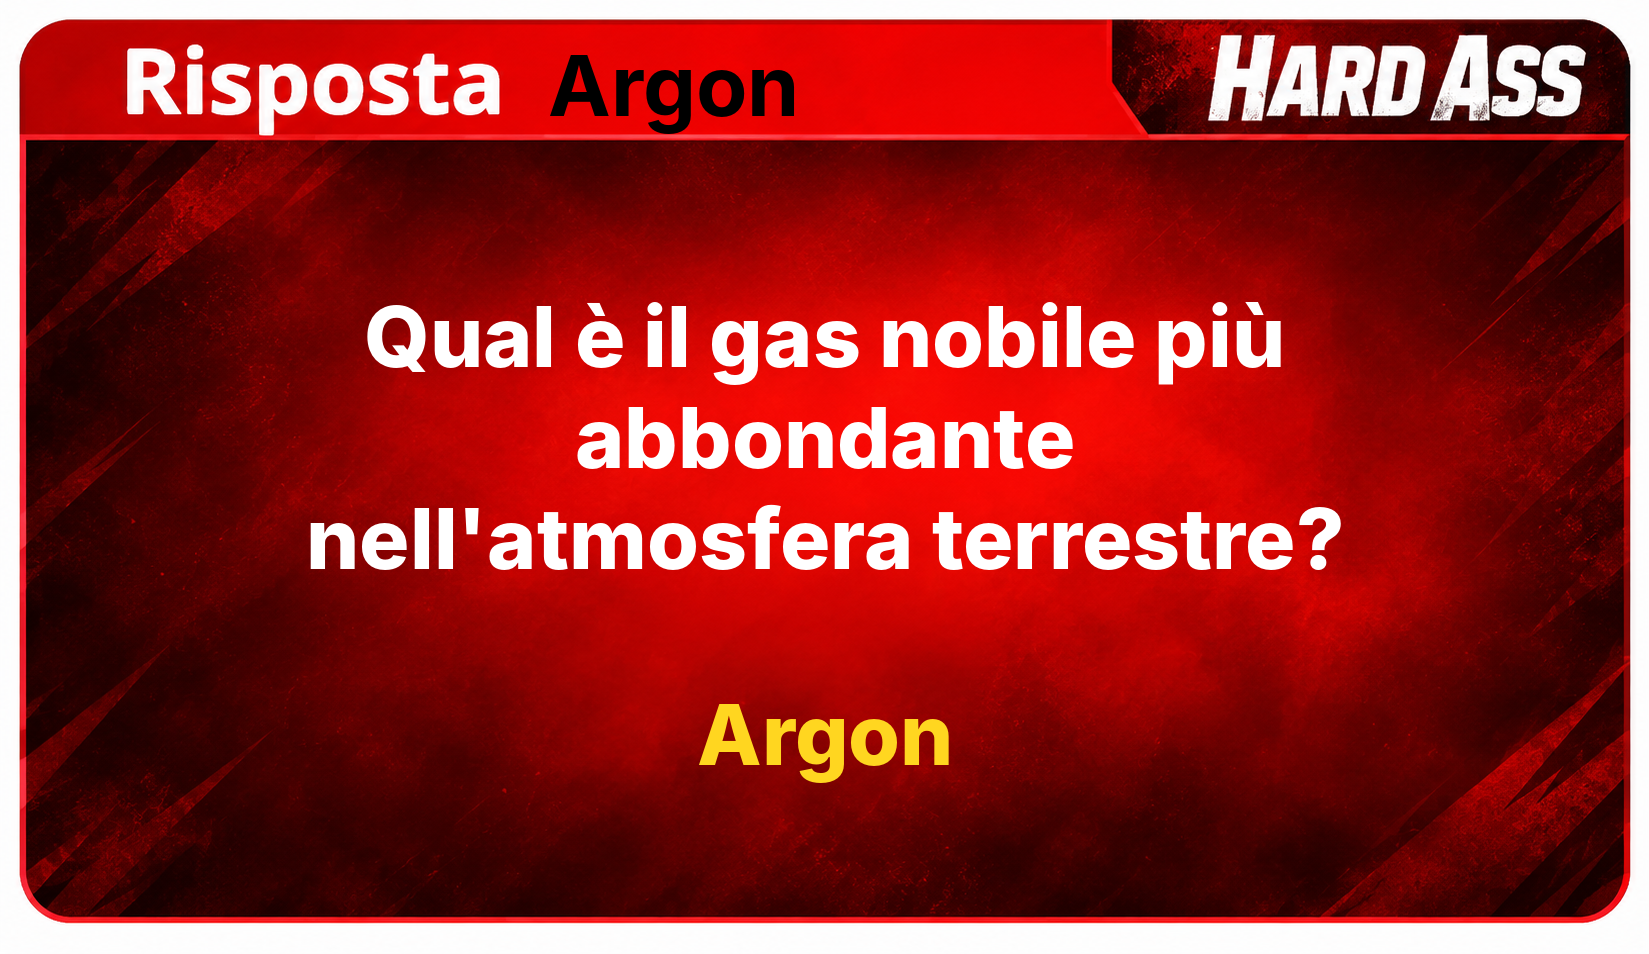 Risposta Argon
HARD ASS
Qual è il gas nobile più
abbondante
nell'atmosfera terrestre?
Argon